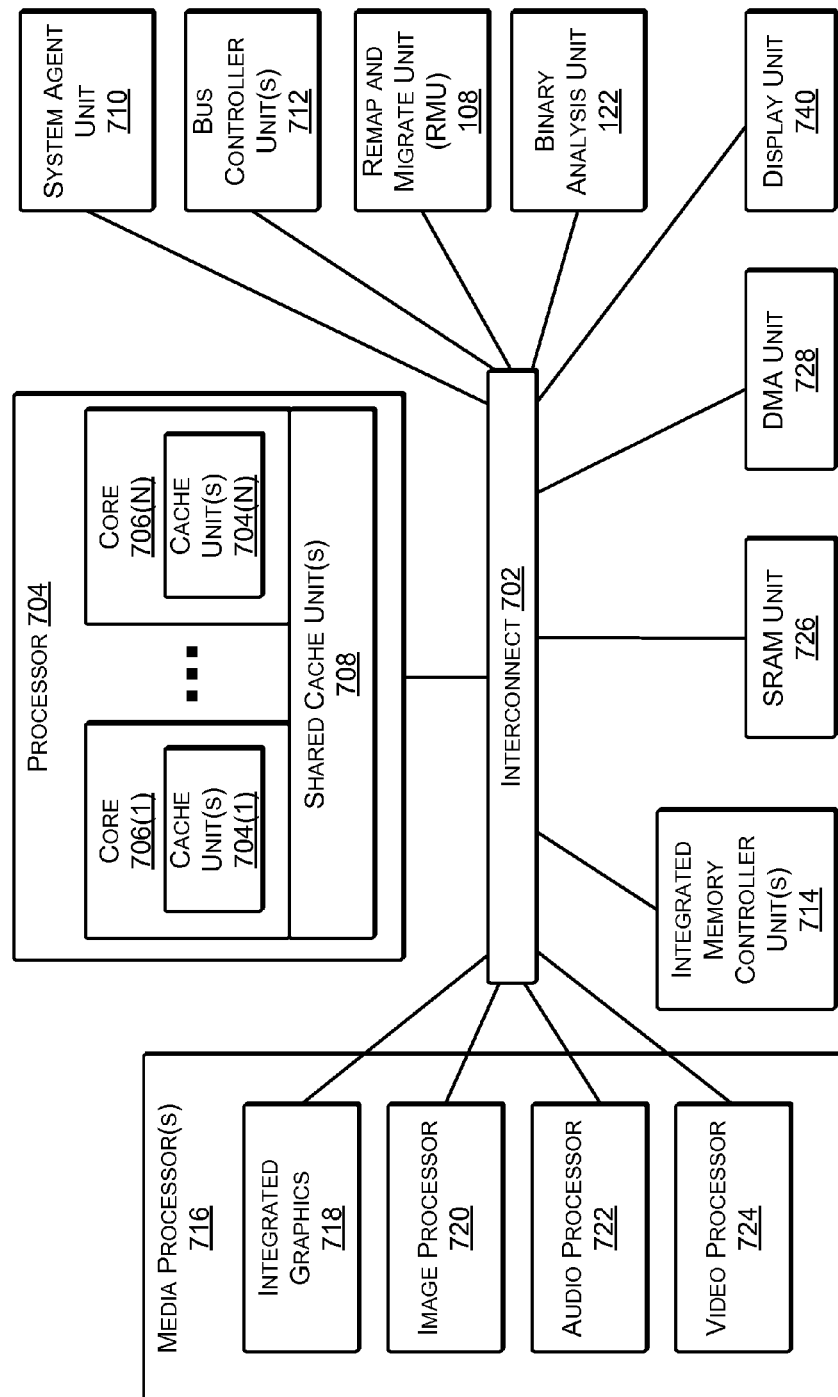 PROCESSOR 704
CORE
706(1)
CACHE
UNIT(S)
704(1)
CORE
706(N)
CACHE
UNIT(S)
704(N)
SHARED CACHE UNIT(S)
708
SYSTEM AGENT
UNIT
710
BUS
CONTROLLER
UNIT(S)
712
REMAP AND
MIGRATE UNIT
(RMU)
108
BINARY
ANALYSIS UNIT
122
INTERCONNECT 702
MEDIA PROCESSOR(S)
716
INTEGRATED
GRAPHICS
718
IMAGE PROCESSOR
720
AUDIO PROCESSOR
722
VIDEO PROCESSOR
724
INTEGRATED
MEMORY
CONTROLLER
UNIT(S)
714
SRAM UNIT
726
DMA UNIT
728
DISPLAY UNIT
740